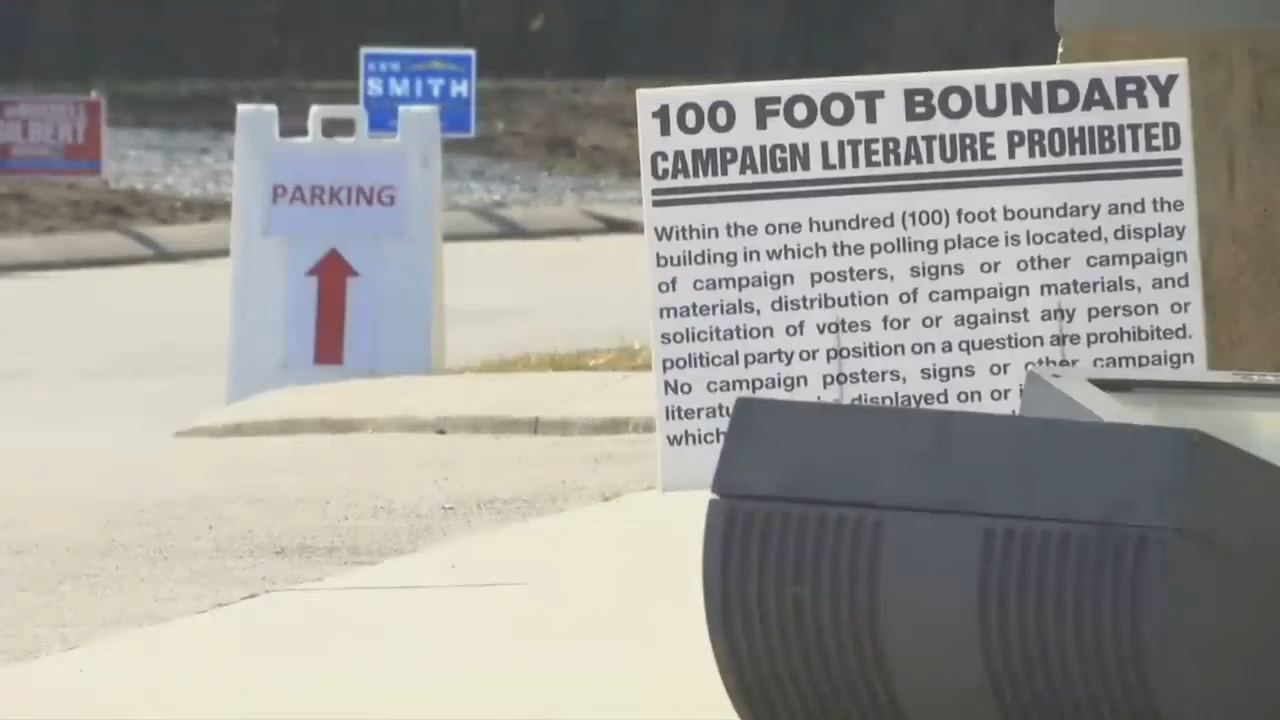 SMITH
PARKING
100 FOOT BOUNDARY
CAMPAIGN LITERATURE PROHIBITED
Within the one hundred (100) foot boundary and the
building in which the polling place is located, display
of campaign posters, signs or other campaign
materials, distribution of campaign materials, and
solicitation of votes for or against any person or
political party or position on a question are prohibited.
No campaign posters, signs or other campaign
displayed on or
which